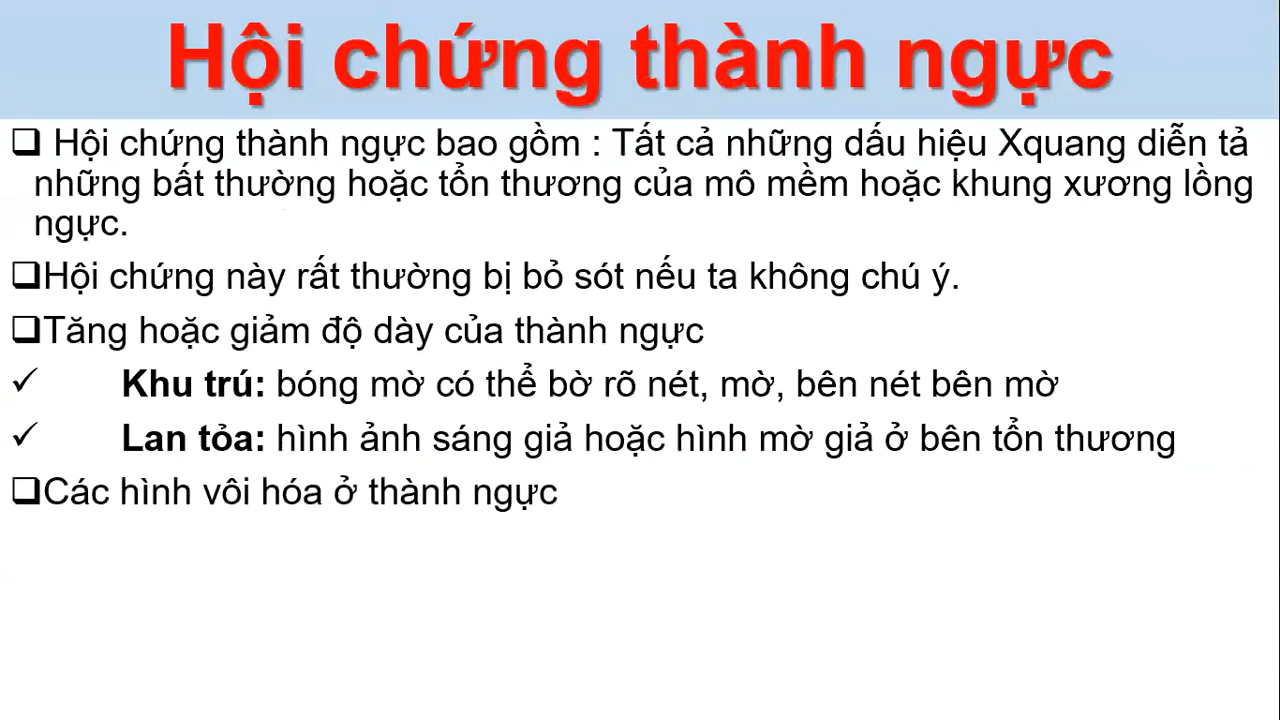 Hội chứng thành ngực
❑ Hội chứng thành ngực bao gồm : Tất cả những dấu hiệu Xquang diễn tả
những bất thường hoặc tổn thương của mô mềm hoặc khung xương lồng
ngực.
❑Hội chứng này rất thường bị bỏ sót nếu ta không chú ý.
❑Tăng hoặc giảm độ dày của thành ngực
✓ Khu trú: bóng mờ có thể bờ rõ nét, mờ, bên nét bên mờ
✓ Lan tỏa: hình ảnh sáng giả hoặc hình mờ giả ở bên tổn thương
❑Các hình vôi hóa ở thành ngực